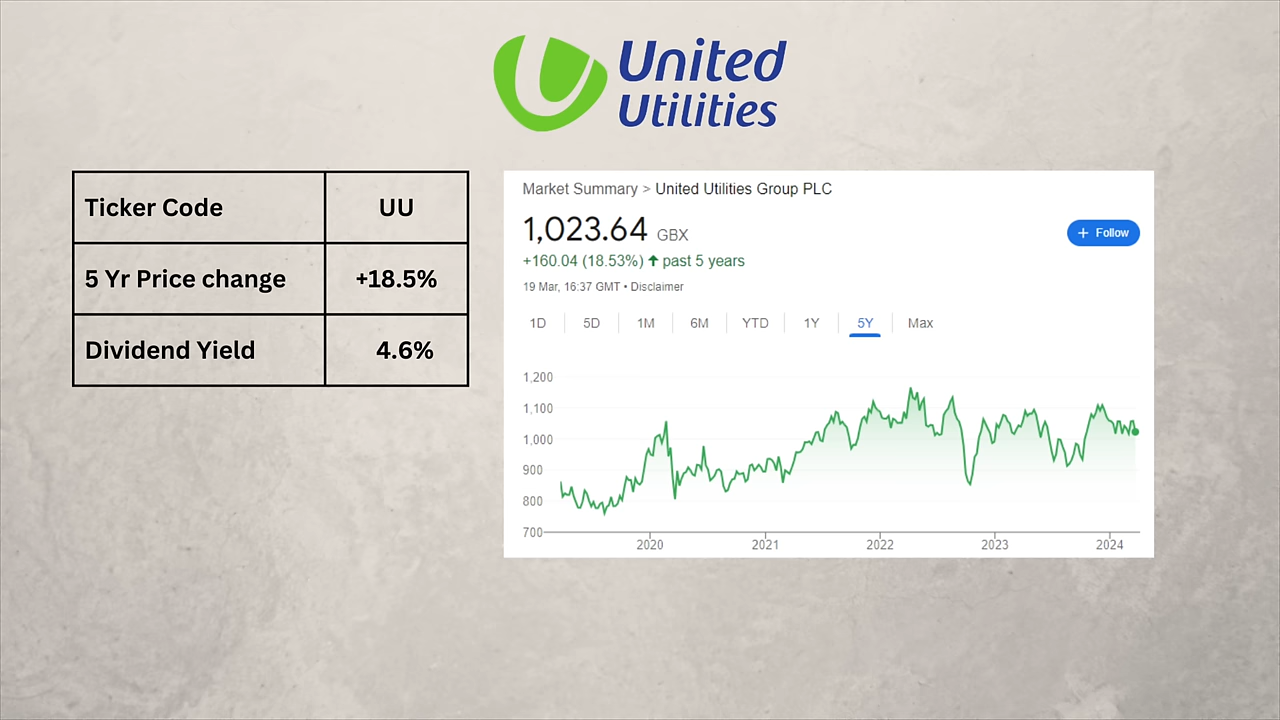 United
Utilities
Ticker Code UU
5 Yr Price change +18.5%
Dividend Yield 4.6%
Market Summary > United Utilities Group PLC
1,023.64 GBX
+ Follow
+160.04 (18.53%) ↑ past 5 years
19 Mar, 16:37 GMT • Disclaimer
1D 5D 1M 6M YTD 1Y 5Y Max
1,200
1,100
1,000
900
800
700
2020 2021 2022 2023 2024